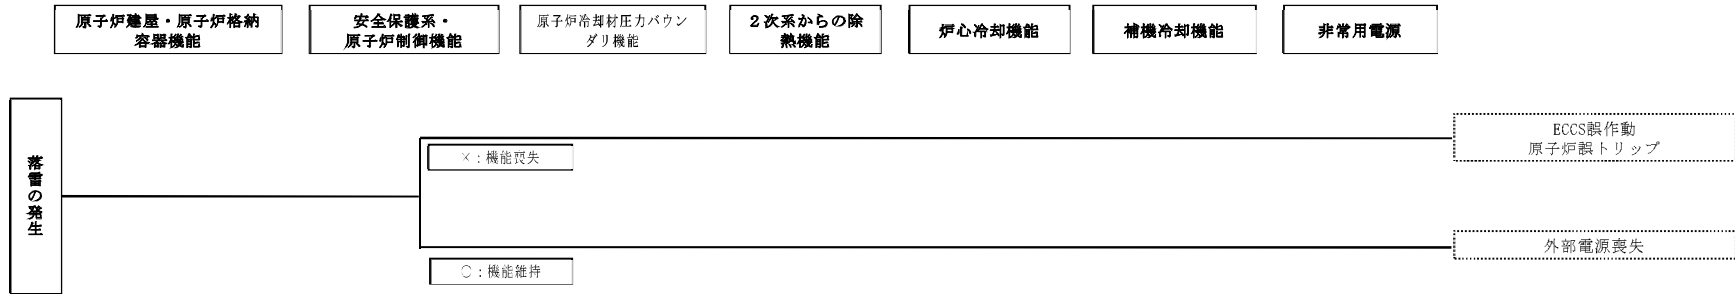 原子炉建屋・原子炉格納
容器機能
安全保護系・
原子炉制御機能
原子炉冷却材圧力バウン
ダリ機能
２次系からの除
熱機能
炉心冷却機能
補機冷却機能
非常用電源
落雷の発生
×：機能喪失
ECCS誤作動
原子炉誤トリップ
○：機能維持
外部電源喪失